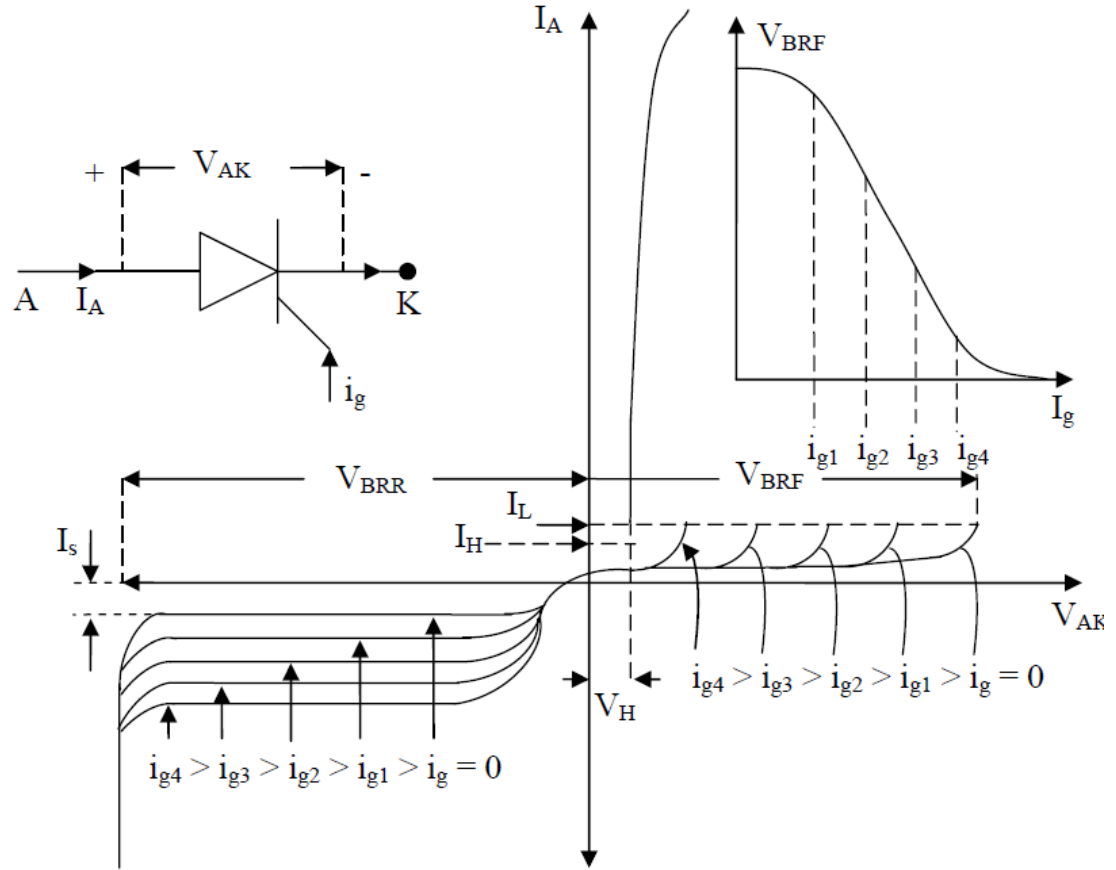 I_A
V_BRF
+ V_AK -
A I_A K
i_g
I_g
i_g1 i_g2 i_g3 i_g4
V_BRR V_BRF
I_L
I_s I_H
V_AK
i_g4 > i_g3 > i_g2 > i_g1 > i_g = 0
V_H
i_g4 > i_g3 > i_g2 > i_g1 > i_g = 0